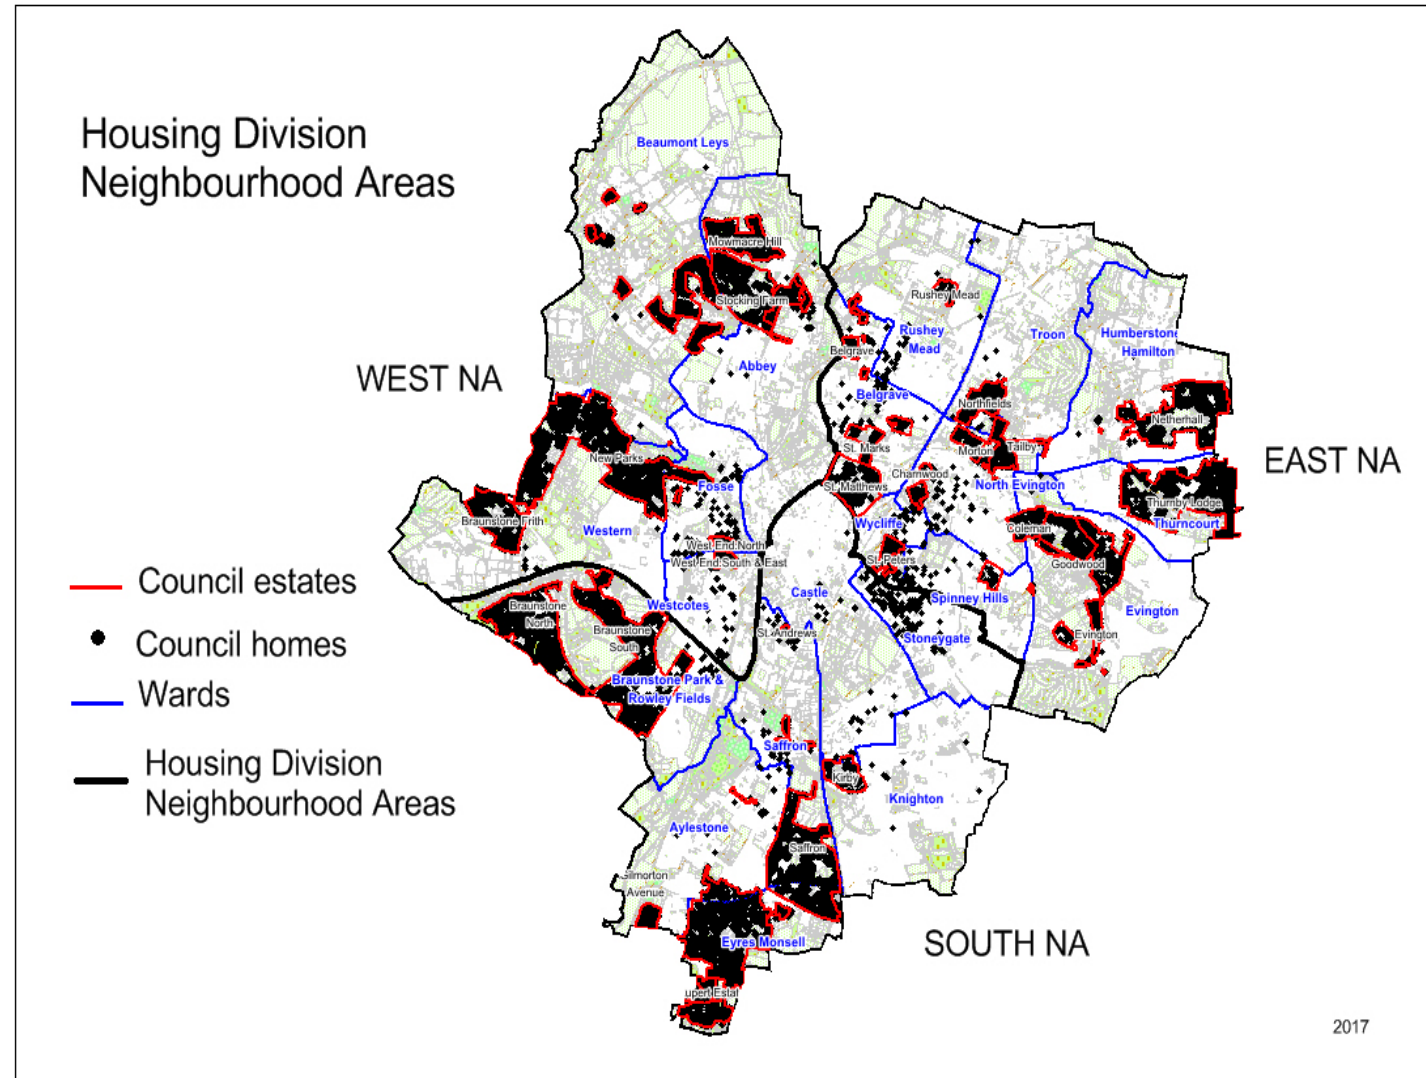 Housing Division
Neighbourhood Areas
Beaumont Leys
Mowmacre Hill
Stocking Farm
Rushey Mead
Rushey
Mead
Troon
Humberstone
Hamilton
WEST NA
Abbey
Belgrave
Belgrave
Northfields
Netherhall
EAST NA
New Parks
St. Marks
Morton
Tailby
Charnwood
North Evington
St. Matthews
Fosse
Thurnby Lodge
Thurncourt
Braunstone Frith
Western
Wycliffe
Coleman
West End:North
West End:South & East
St. Peters
Goodwood
Council estates
Castle
Spinney Hills
Evington
Braunstone
North
Westcotes
Braunstone
South
St. Andrews
Stoneygate
Evington
Council homes
Braunstone Park &
Rowley Fields
Wards
Saffron
Housing Division
Neighbourhood Areas
Kirby
Knighton
Aylestone
Saffron
Gilmorton
Avenue
Eyres Monsell
SOUTH NA
upert Estat
2017